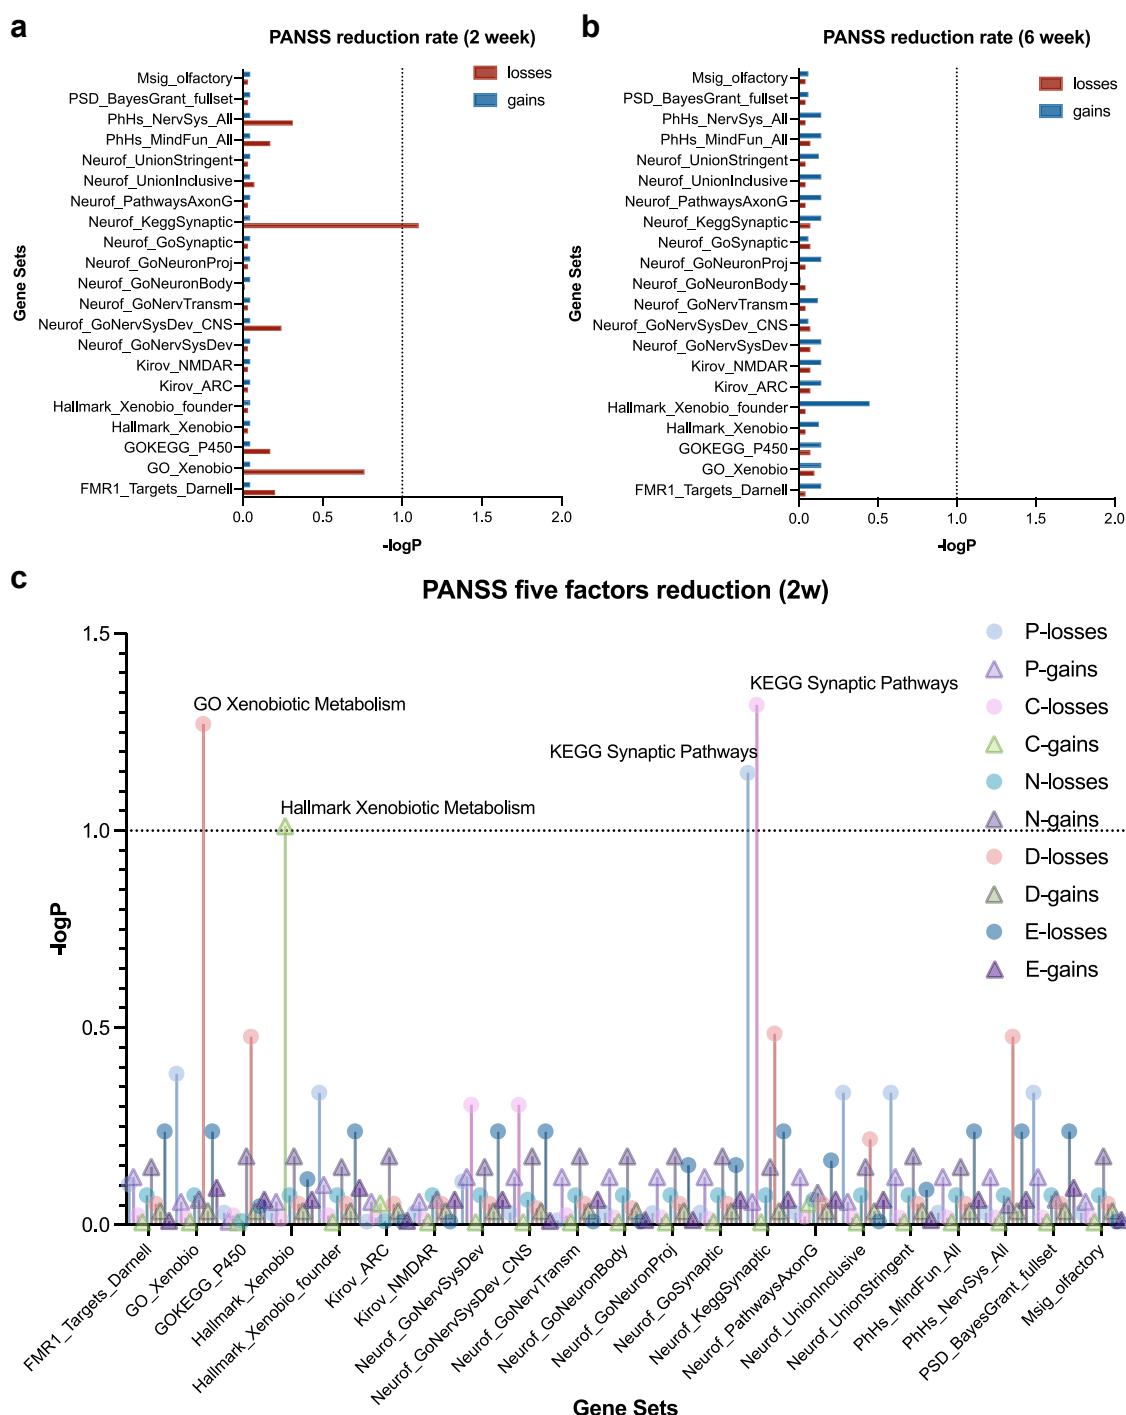 a
PANSS reduction rate (2 week)
losses
gains
Msig_olfactory
PSD_BayesGrant_fullset
PhHs_NervSys_All
PhHs_MindFun_All
Neurof_UnionStringent
Neurof_UnionInclusive
Neurof_PathwaysAxonG
Neurof_KeggSynaptic
Neurof_GoSynaptic
Neurof_GoNeuronProj
Neurof_GoNeuronBody
Neurof_GoNervTransm
Neurof_GoNervSysDev_CNS
Neurof_GoNervSysDev
Kirov_NMDAR
Kirov_ARC
Hallmark_Xenobio_founder
Hallmark_Xenobio
GOKEGG_P450
GO_Xenobio
FMR1_Targets_Darnell
Gene Sets
0.0 0.5 1.0 1.5 2.0
-logP
b
PANSS reduction rate (6 week)
losses
gains
Msig_olfactory
PSD_BayesGrant_fullset
PhHs_NervSys_All
PhHs_MindFun_All
Neurof_UnionStringent
Neurof_UnionInclusive
Neurof_PathwaysAxonG
Neurof_KeggSynaptic
Neurof_GoSynaptic
Neurof_GoNeuronProj
Neurof_GoNeuronBody
Neurof_GoNervTransm
Neurof_GoNervSysDev_CNS
Neurof_GoNervSysDev
Kirov_NMDAR
Kirov_ARC
Hallmark_Xenobio_founder
Hallmark_Xenobio
GOKEGG_P450
GO_Xenobio
FMR1_Targets_Darnell
Gene Sets
0.0 0.5 1.0 1.5 2.0
-logP
c
PANSS five factors reduction (2w)
1.5
1.0
0.5
0.0
-logP
GO Xenobiotic Metabolism
Hallmark Xenobiotic Metabolism
KEGG Synaptic Pathways
KEGG Synaptic Pathways
P-losses
P-gains
C-losses
C-gains
N-losses
N-gains
D-losses
D-gains
E-losses
E-gains
FMR1_Targets_Darnell
GO_Xenobio
GOKEGG_P450
Hallmark_Xenobio
Hallmark_Xenobio_founder
Kirov_ARC
Kirov_NMDAR
Neurof_GoNervSysDev
Neurof_GoNervSysDev_CNS
Neurof_GoNervTransm
Neurof_GoNeuronBody
Neurof_GoNeuronProj
Neurof_GoSynaptic
Neurof_KeggSynaptic
Neurof_PathwaysAxonG
Neurof_UnionInclusive
Neurof_UnionStringent
PhHs_MindFun_All
PhHs_NervSys_All
PSD_BayesGrant_fullset
Msig_olfactory
Gene Sets